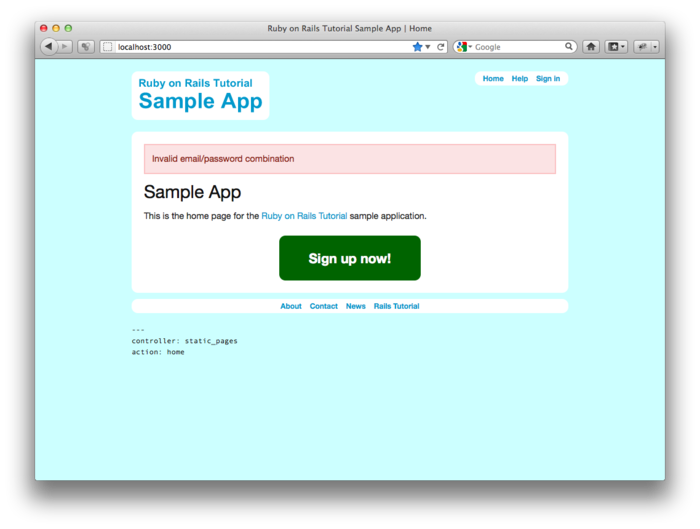 Ruby on Rails Tutorial Sample App | Home
localhost:3000
Google
Ruby on Rails Tutorial
Sample App
Home Help Sign in
Invalid email/password combination
Sample App
This is the home page for the Ruby on Rails Tutorial sample application.
Sign up now!
About Contact News Rails Tutorial
---
controller: static_pages
action: home